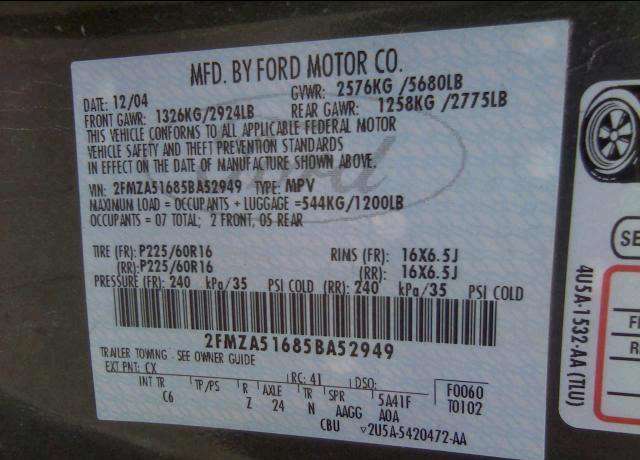 MFD. BY FORD MOTOR CO.
DATE: 12/04
GVWR: 2576KG /5680LB
FRONT GAWR: 1326KG/2924LB
REAR GAWR: 1258KG /2775LB
THIS VEHICLE CONFORMS TO ALL APPLICABLE FEDERAL MOTOR
VEHICLE SAFETY AND THEFT PREVENTION STANDARDS
IN EFFECT ON THE DATE OF MANUFACTURE SHOWN ABOVE.
Ford
VIN: 2FMZA51685BA52949 TYPE: MPV
MAXIMUM LOAD = OCCUPANTS + LUGGAGE =544KG/1200LB
OCCUPANTS = 07 TOTAL; 2 FRONT, 05 REAR
TIRE (FR): P225/60R16 RINS (FR): 16X6.5J
(RR): P225/60R16 (RR): 16X6.5J
PRESSURE (FR): 240 kPa/35 PSI COLD (RR): 240 kPa/35 PSI COLD
2FMZA51685BA52949
TRAILER TOWING - SEE OWNER GUIDE
EXT PNT: CX RC: 41 DSO: F0060
INT TR TP/PS R AXLE TR SPR 5A41F T0102
C6 Z 24 N AAGG AOA
CBU 2U5A-5420472-AA
SE
4U5A-1532-AA (TLU)
FI
R